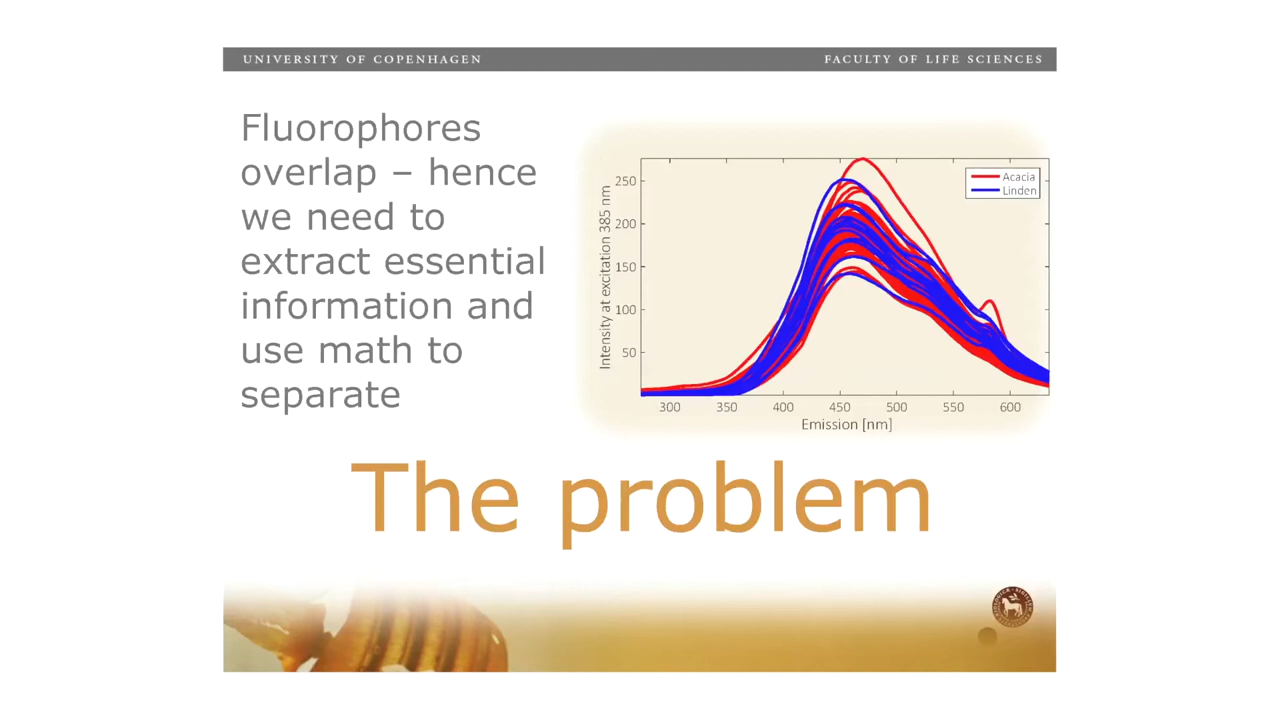 UNIVERSITY OF COPENHAGEN
FACULTY OF LIFE SCIENCES
Fluorophores
overlap – hence
we need to
extract essential
information and
use math to
separate
Intensity at excitation 385 nm
250
200
150
100
50
Acacia
Linden
300 350 400 450 500 550 600
Emission [nm]
The problem